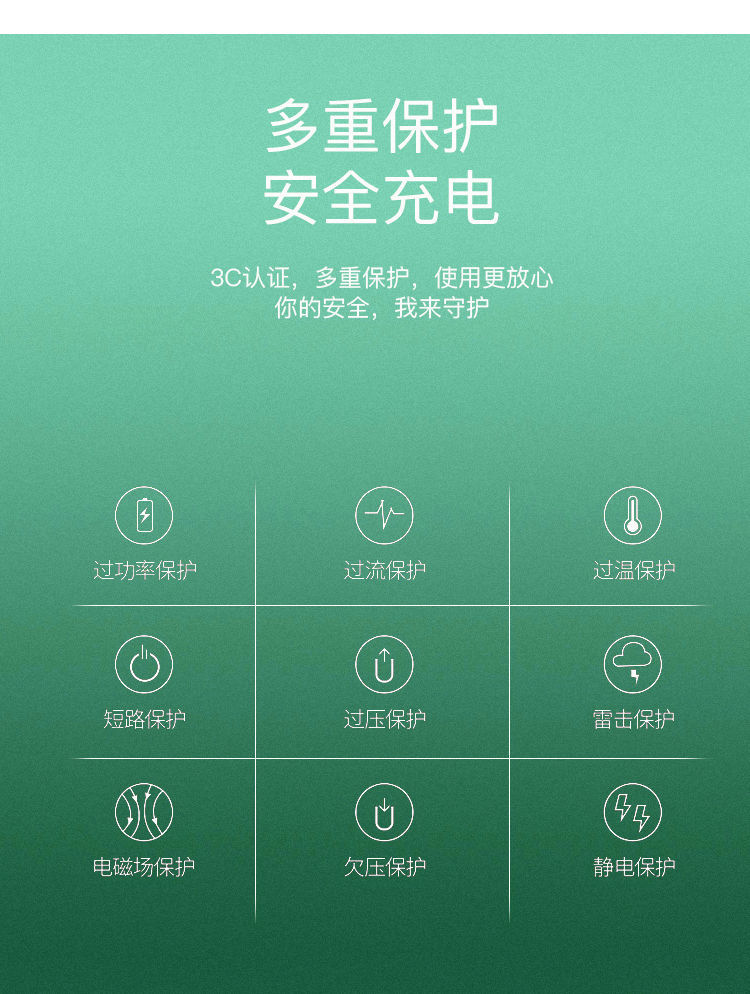 多重保护
安全充电
3C认证，多重保护，使用更放心
你的安全，我来守护
过功率保护
过流保护
过温保护
短路保护
过压保护
雷击保护
电磁场保护
欠压保护
静电保护